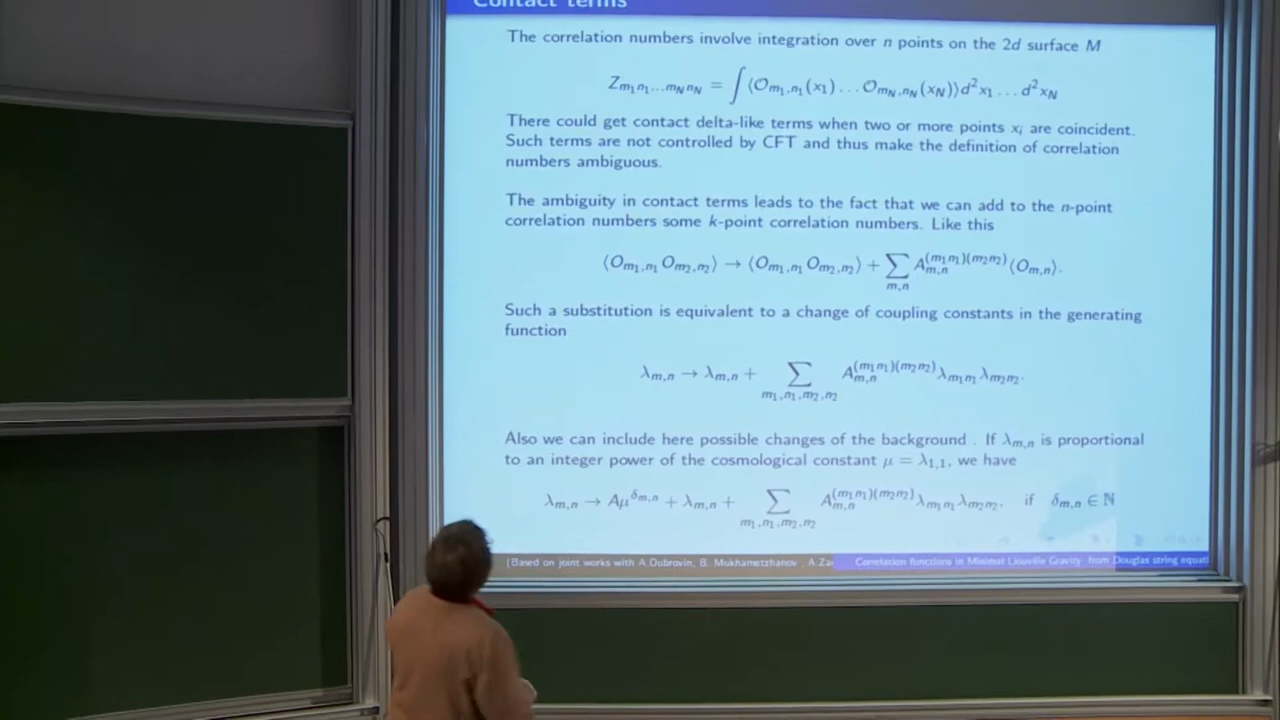 Contact terms
The correlation numbers involve integration over n points on the 2d surface M
Z_{m_1 n_1…m_N n_N} = ∫⟨O_{m_1,n_1}(x_1)…O_{m_N,n_N}(x_N)⟩d²x_1…d²x_N
There could get contact delta-like terms when two or more points x_i are coincident.
Such terms are not controlled by CFT and thus make the definition of correlation
numbers ambiguous.
The ambiguity in contact terms leads to the fact that we can add to the n-point
correlation numbers some k-point correlation numbers. Like this
⟨O_{m_1,n_1} O_{m_2,n_2}⟩ → ⟨O_{m_1,n_1} O_{m_2,n_2}⟩ + ∑_{m,n} A_{m,n}^{(m_1 n_1)(m_2 n_2)}⟨O_{m,n}⟩.
Such a substitution is equivalent to a change of coupling constants in the generating
function
λ_{m,n} → λ_{m,n} + ∑_{m_1,n_1,m_2,n_2} A_{m,n}^{(m_1 n_1)(m_2 n_2)} λ_{m_1 n_1} λ_{m_2 n_2}.
Also we can include here possible changes of the background . If λ_{m,n} is proportional
to an integer power of the cosmological constant μ = λ_{1,1}, we have
λ_{m,n} → Aμ^{δ_{m,n}} + λ_{m,n} + ∑_{m_1,n_1,m_2,n_2} A_{m,n}^{(m_1 n_1)(m_2 n_2)} λ_{m_1 n_1} λ_{m_2 n_2}, if δ_{m,n} ∈ ℕ
(Based on joint works with A.Dubrovin, B. Mukhametzhanov , A.Za
Correlation functions in Minimal Liouville Gravity from Douglas string equati